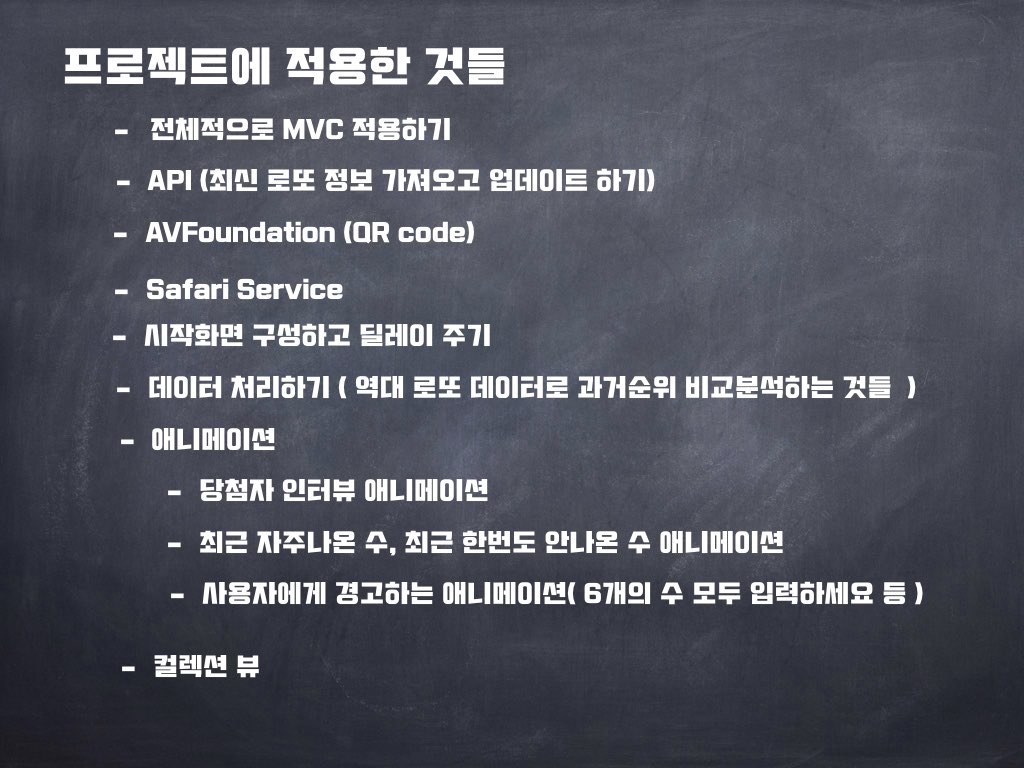 프로젝트에 적용한 것들
- 전체적으로 MVC 적용하기
- API (최신 로또 정보 가져오고 업데이트 하기)
- AVFoundation (QR code)
- Safari Service
- 시작화면 구성하고 딜레이 주기
- 데이터 처리하기 ( 역대 로또 데이터로 과거순위 비교분석하는 것들 )
- 애니메이션
- 당첨자 인터뷰 애니메이션
- 최근 자주나온 수, 최근 한번도 안나온 수 애니메이션
- 사용자에게 경고하는 애니메이션( 6개의 수 모두 입력하세요 등 )
- 컬렉션 뷰